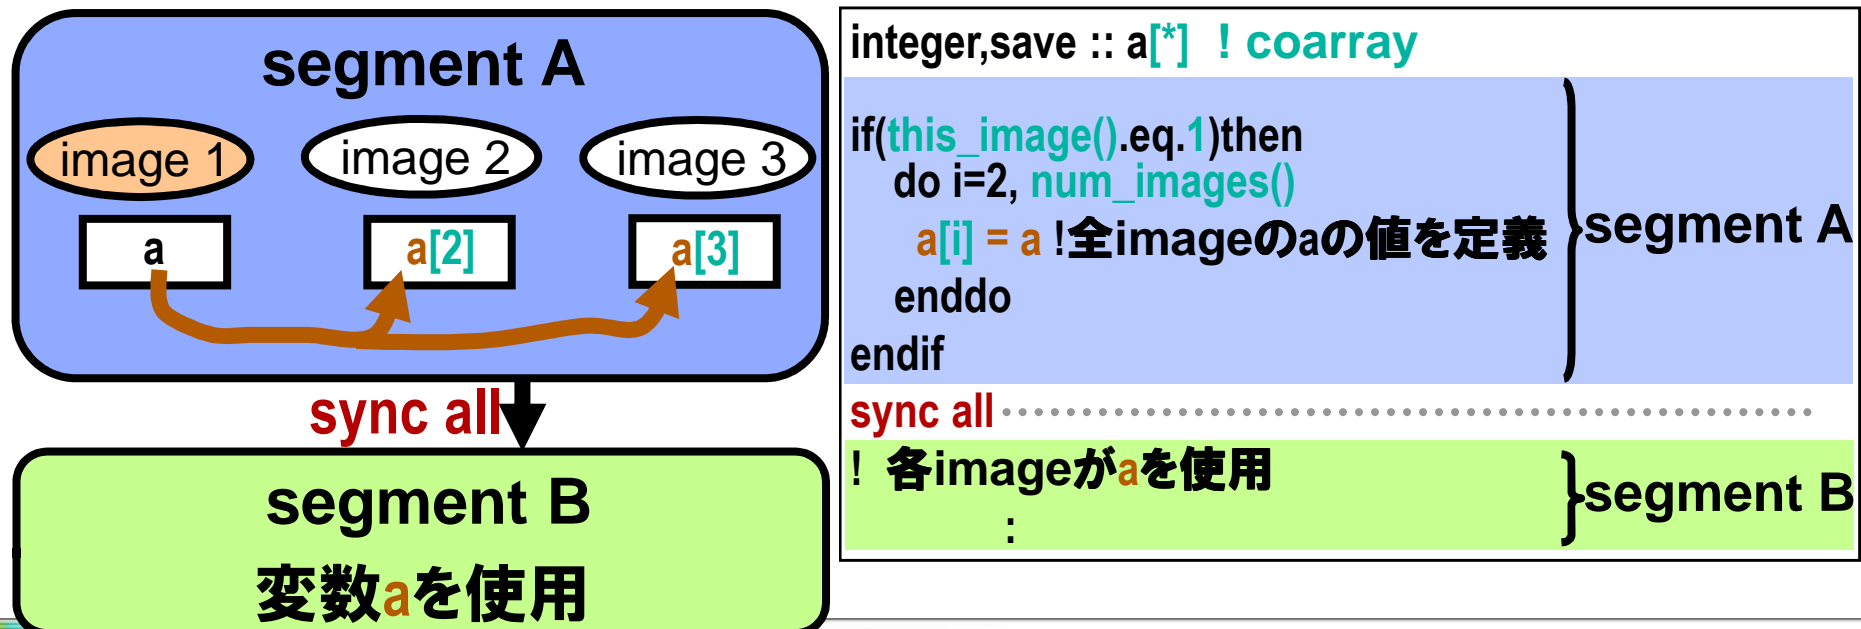 segment A
image 1 image 2 image 3
a a[2] a[3]
sync all
segment B
変数aを使用
integer,save :: a[*] ! coarray
if(this_image().eq.1)then
do i=2, num_images()
a[i] = a !全imageのaの値を定義
enddo
endif
segment A
sync all
! 各imageがaを使用
:
segment B